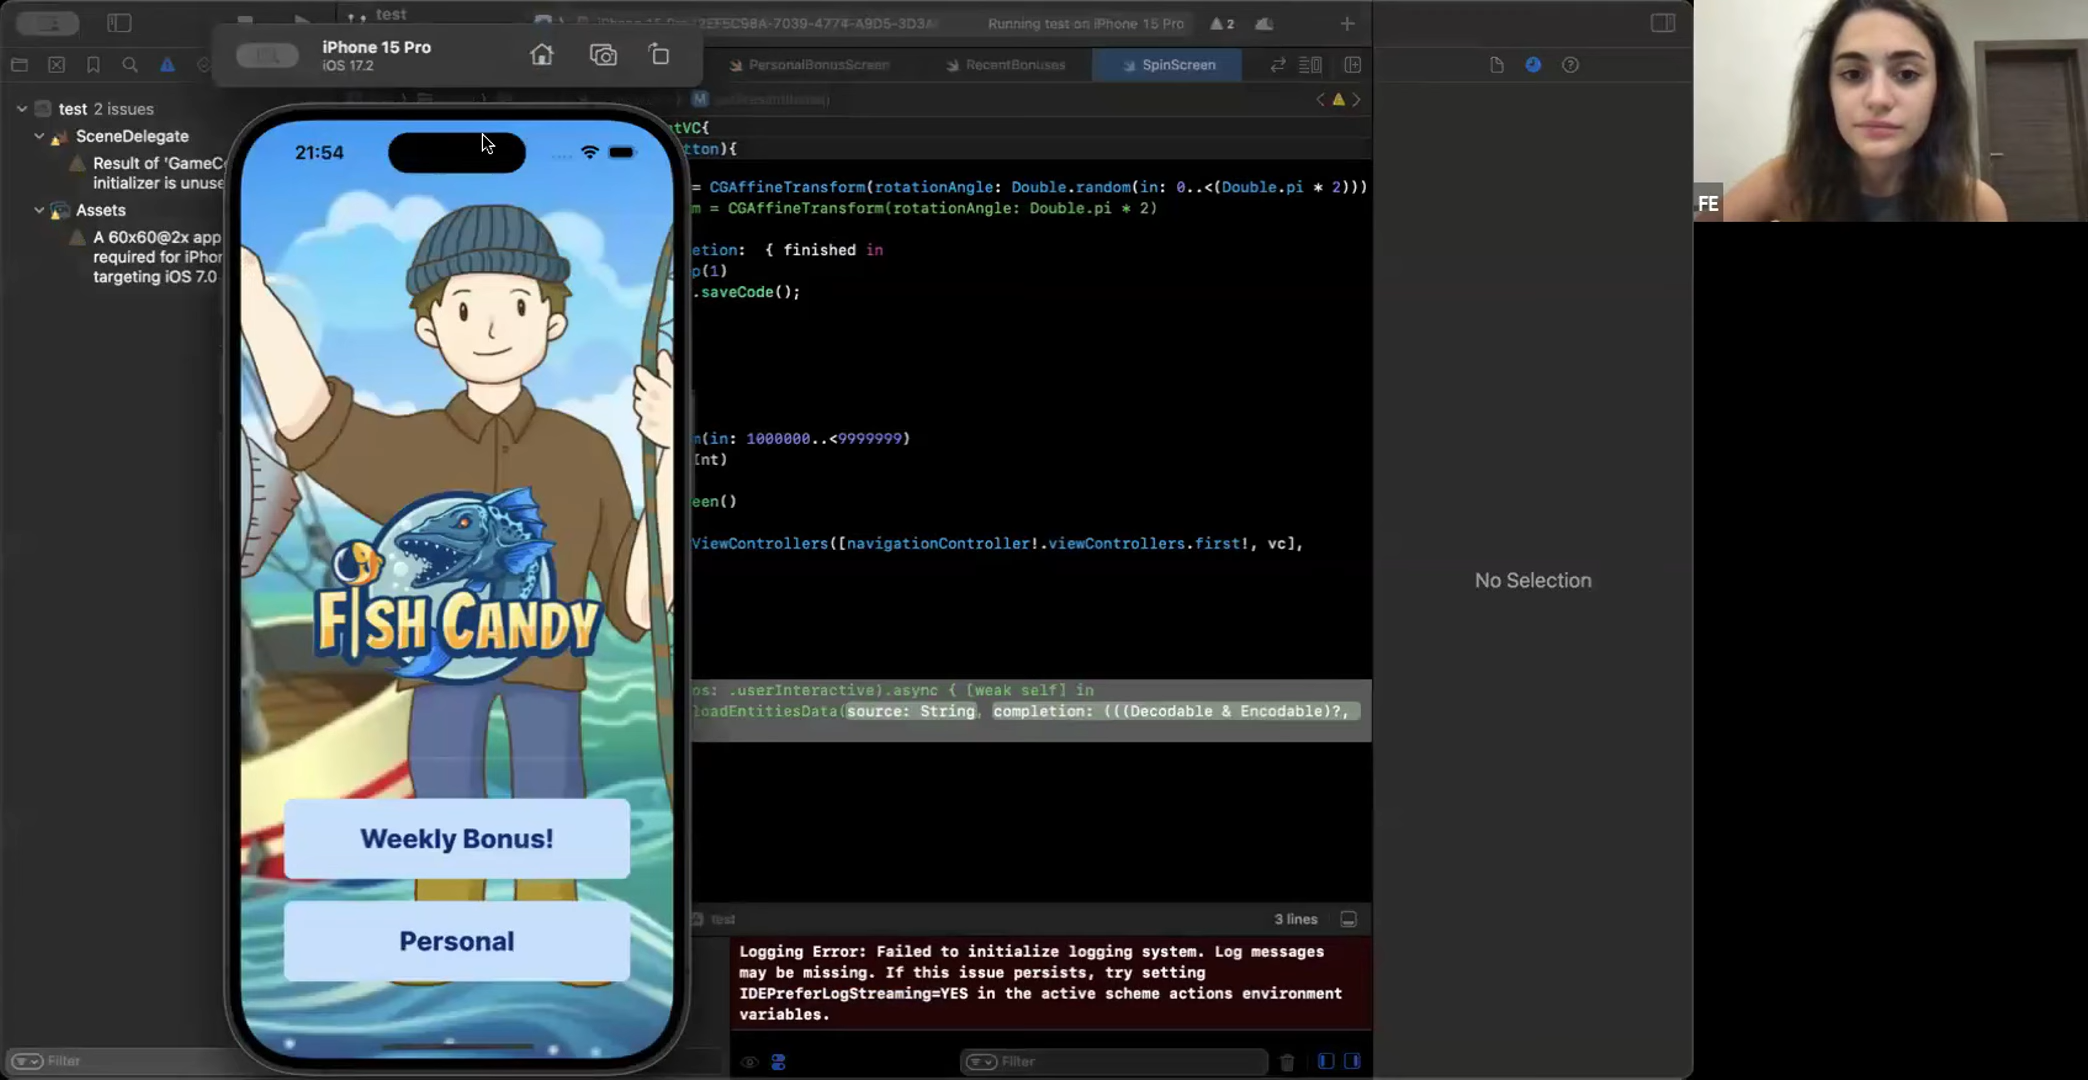 test
Running test on iPhone 15 Pro
2
iPhone 15 Pro
iOS 17.2
PersonalBonusScreen
RecentBonuses
SpinScreen
test 2 issues
SceneDelegate
Result of 'GameCo
initializer is unuse
Assets
A 60x60@2x app
required for iPhor
targeting iOS 7.0
21:54
FISH CANDY
Weekly Bonus!
Personal
tVC{
tton){
= CGAffineTransform(rotationAngle: Double.random(in: 0..<(Double.pi * 2)))
m = CGAffineTransform(rotationAngle: Double.pi * 2)
etion: { finished in
p(1)
.saveCode();
m(in: 1000000..<9999999)
Int)
een()
ViewControllers([navigationController!.viewControllers.first!, vc],
os: .userInteractive).async { [weak self] in
loadEntitiesData(source: String, completion: (((Decodable & Encodable)?,
test
3 lines
Logging Error: Failed to initialize logging system. Log messages
may be missing. If this issue persists, try setting
IDEPreferLogStreaming=YES in the active scheme actions environment
variables.
Filter
Filter
No Selection
FE